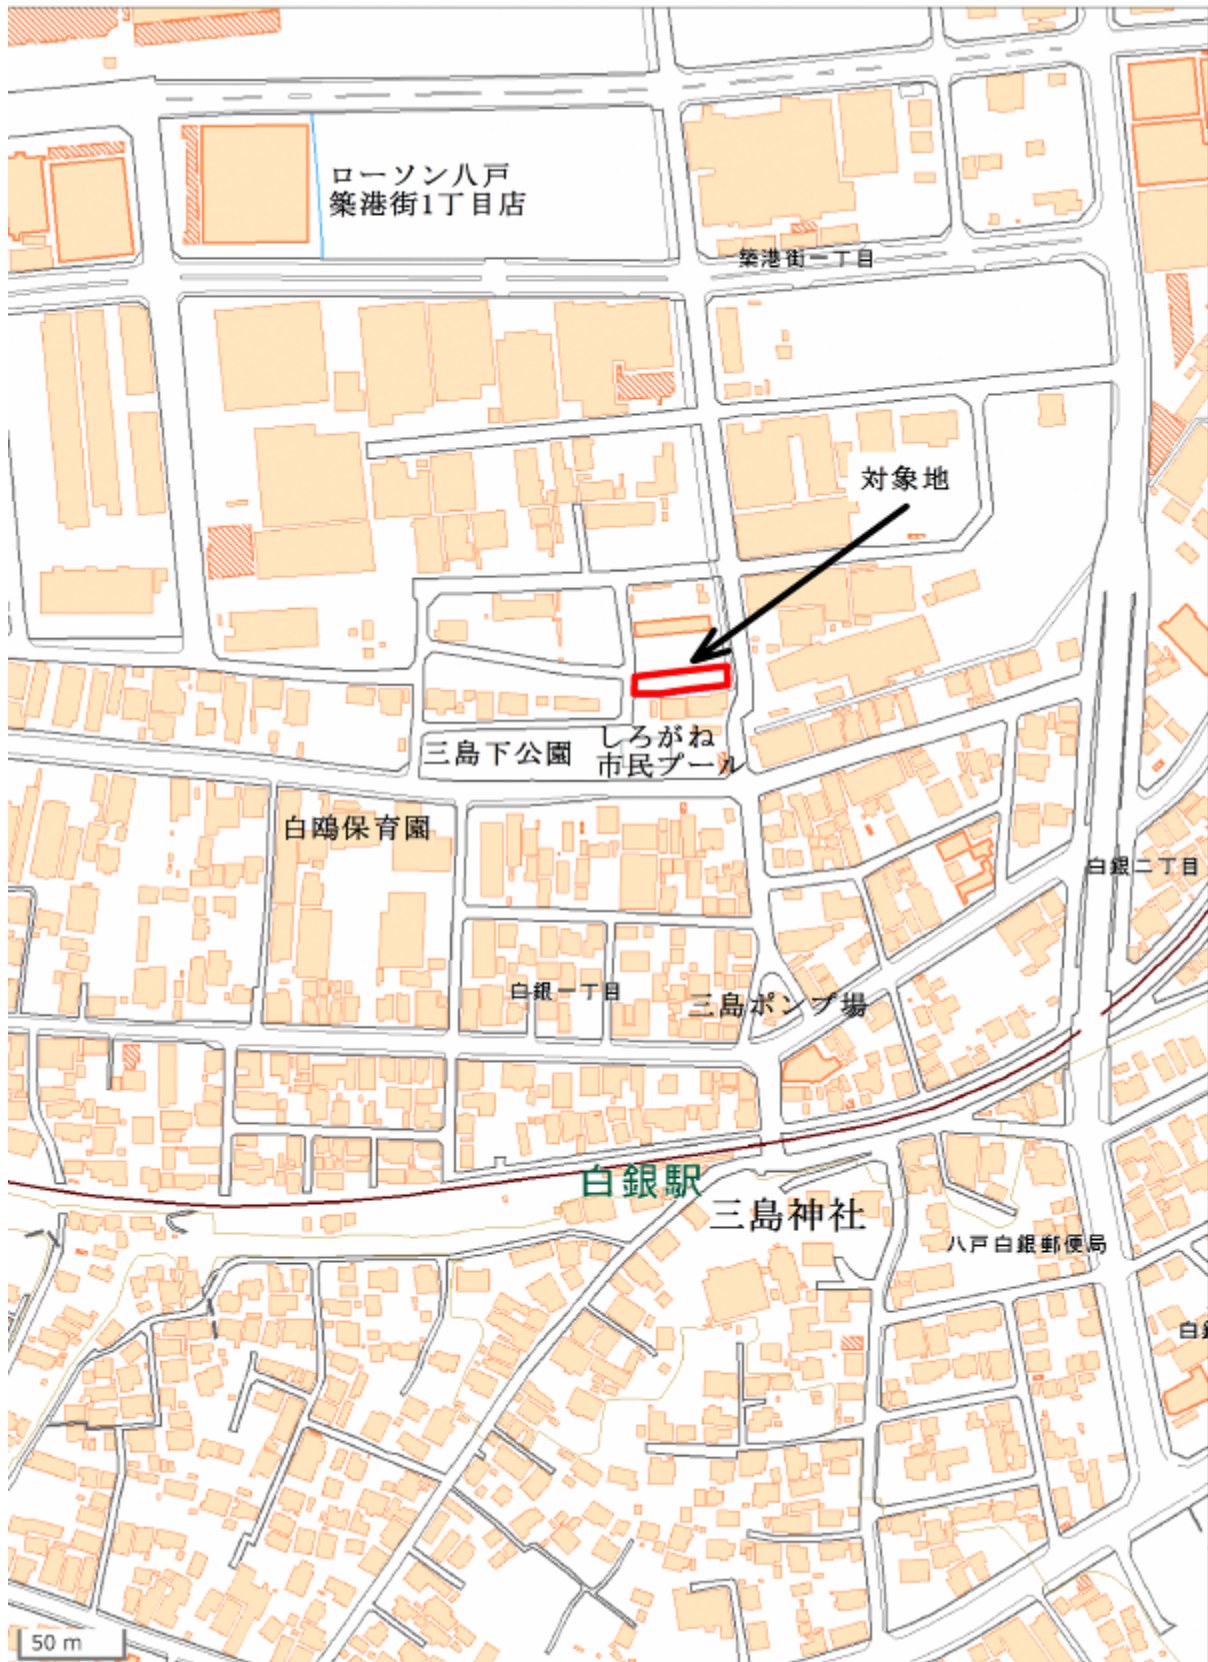 ローソン八戸
築港街1丁目店
築港街一丁目
対象地
しろがね
市民プール
三島下公園
白鴎保育園
白銀二丁目
白銀一丁目
三島ポンプ場
白銀駅
三島神社
八戸白銀郵便局
白銀
50 m